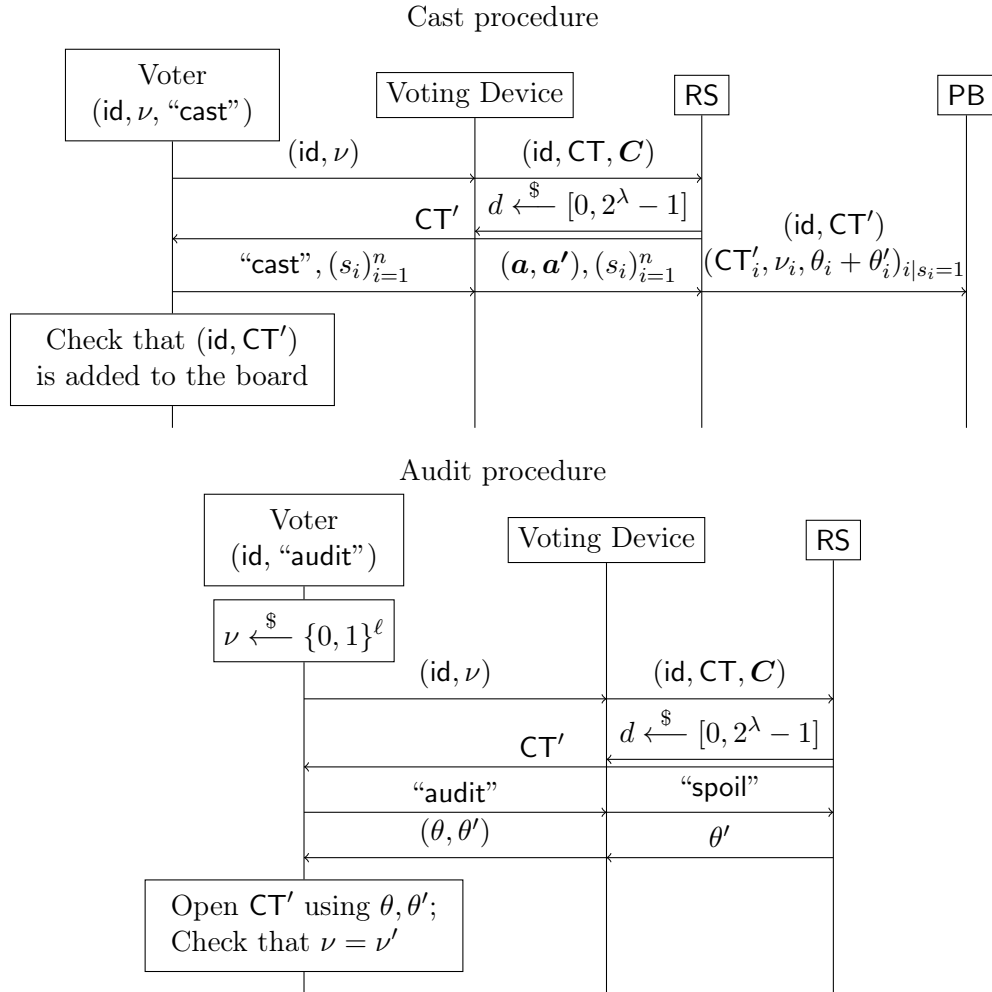 Cast procedure
Voter
(id, ν, “cast”)
Voting Device
RS
PB
(id, ν)
(id, CT, C)
d ←$ [0, 2^λ − 1]
CT′
(id, CT′)
“cast”, (s_i)_{i=1}^n
(a, a′), (s_i)_{i=1}^n
(CT′_i, ν_i, θ_i + θ′_i)_{i|s_i=1}
Check that (id, CT′)
is added to the board
Audit procedure
Voter
(id, “audit”)
Voting Device
RS
ν ←$ {0, 1}^ℓ
(id, ν)
(id, CT, C)
d ←$ [0, 2^λ − 1]
CT′
“audit”
“spoil”
(θ, θ′)
θ′
Open CT′ using θ, θ′;
Check that ν = ν′